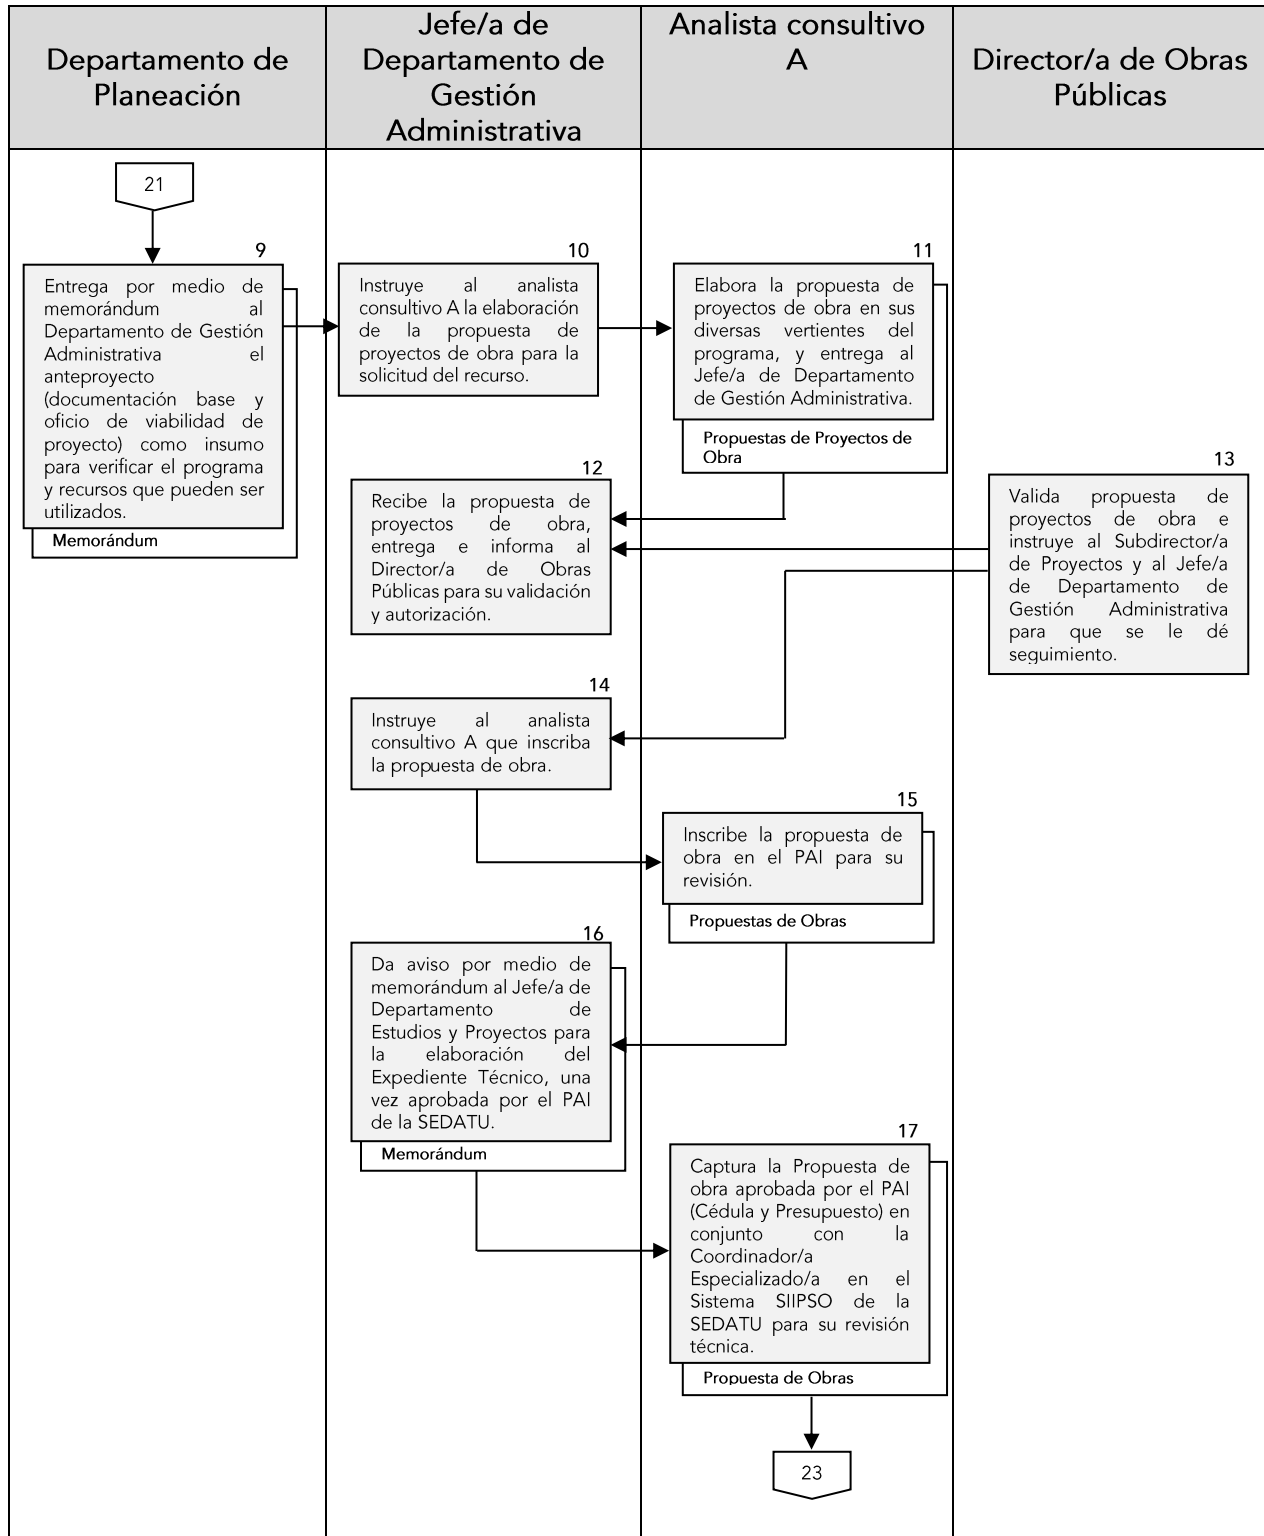 Departamento de
Planeación
Jefe/a de
Departamento de
Gestión
Administrativa
Analista consultivo
A
Director/a de Obras
Públicas
21
9
Entrega por medio de
memorándum al
Departamento de Gestión
Administrativa el
anteproyecto
(documentación base y
oficio de viabilidad de
proyecto) como insumo
para verificar el programa
y recursos que pueden ser
utilizados.
Memorándum
10
Instruye al analista
consultivo A la elaboración
de la propuesta de
proyectos de obra para la
solicitud del recurso.
11
Elabora la propuesta de
proyectos de obra en sus
diversas vertientes del
programa, y entrega al
Jefe/a de Departamento
de Gestión Administrativa.
Propuestas de Proyectos de
Obra
12
Recibe la propuesta de
proyectos de obra,
entrega e informa al
Director/a de Obras
Públicas para su validación
y autorización.
13
Valida propuesta de
proyectos de obra e
instruye al Subdirector/a
de Proyectos y al Jefe/a
de Departamento de
Gestión Administrativa
para que se le dé
seguimiento.
14
Instruye al analista
consultivo A que inscriba
la propuesta de obra.
15
Inscribe la propuesta de
obra en el PAI para su
revisión.
Propuestas de Obras
16
Da aviso por medio de
memorándum al Jefe/a de
Departamento de
Estudios y Proyectos para
la elaboración del
Expediente Técnico, una
vez aprobada por el PAI
de la SEDATU.
Memorándum
17
Captura la Propuesta de
obra aprobada por el PAI
(Cédula y Presupuesto) en
conjunto con la
Coordinador/a
Especializado/a en el
Sistema SIIPSO de la
SEDATU para su revisión
técnica.
Propuesta de Obras
23